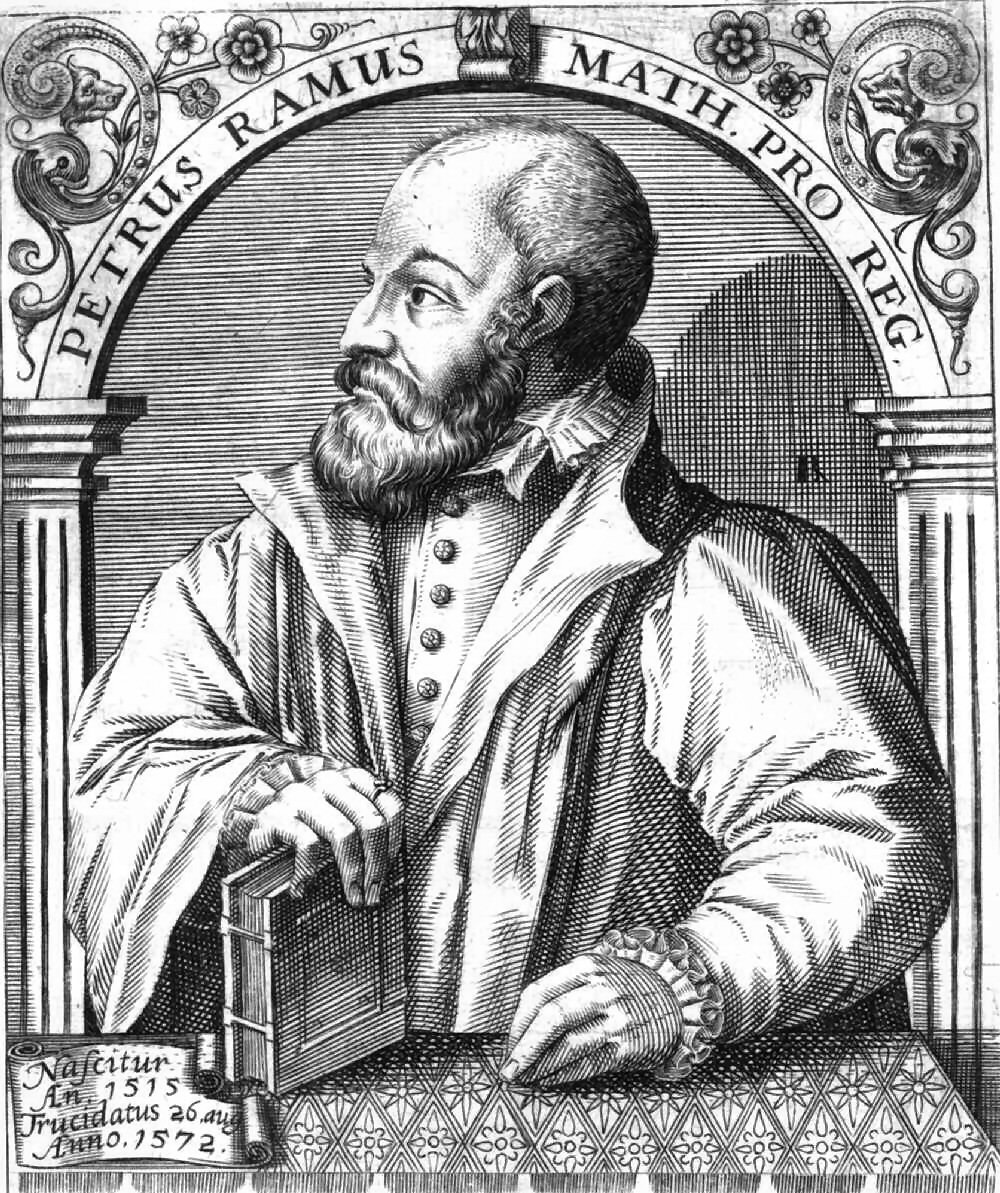 PETRUS RAMUS MATH. PRO REG.
Naſcitur
An. 1515
Trucidatus 26. aug
Anno. 1572.